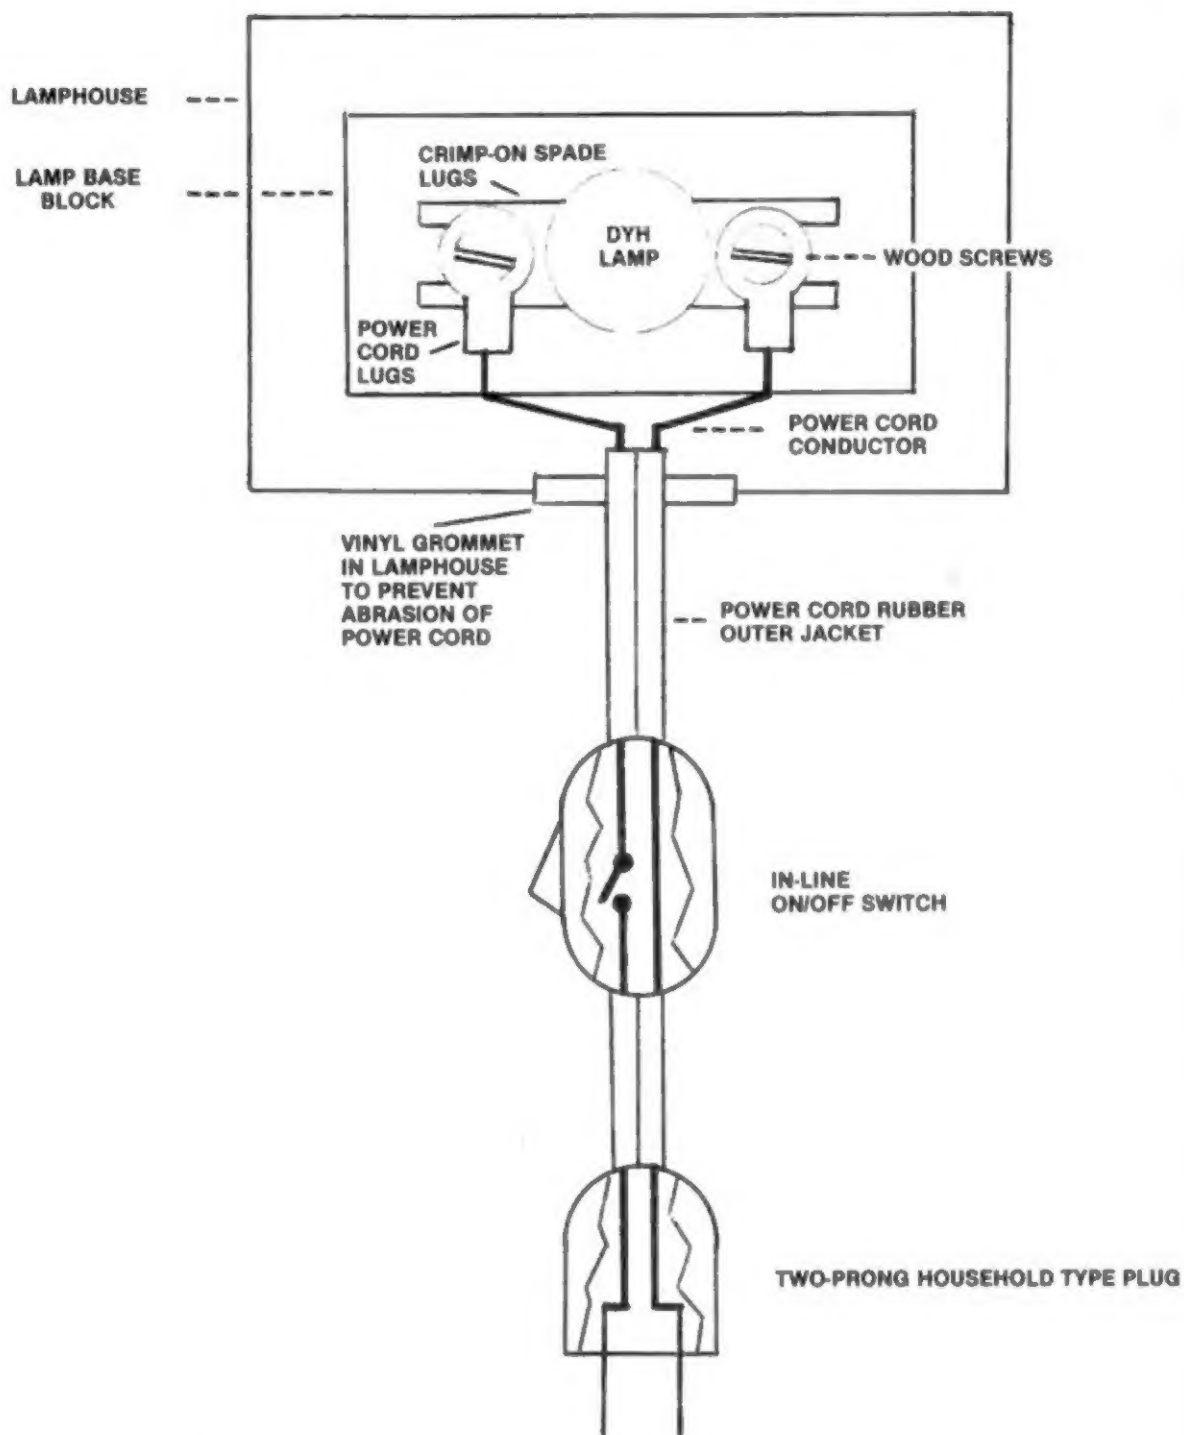 LAMPHOUSE
LAMP BASE
BLOCK
CRIMP-ON SPADE
LUGS
DYH
LAMP
WOOD SCREWS
POWER
CORD
LUGS
POWER CORD
CONDUCTOR
VINYL GROMMET
IN LAMPHOUSE
TO PREVENT
ABRASION OF
POWER CORD
POWER CORD RUBBER
OUTER JACKET
IN-LINE
ON/OFF SWITCH
TWO-PRONG HOUSEHOLD TYPE PLUG